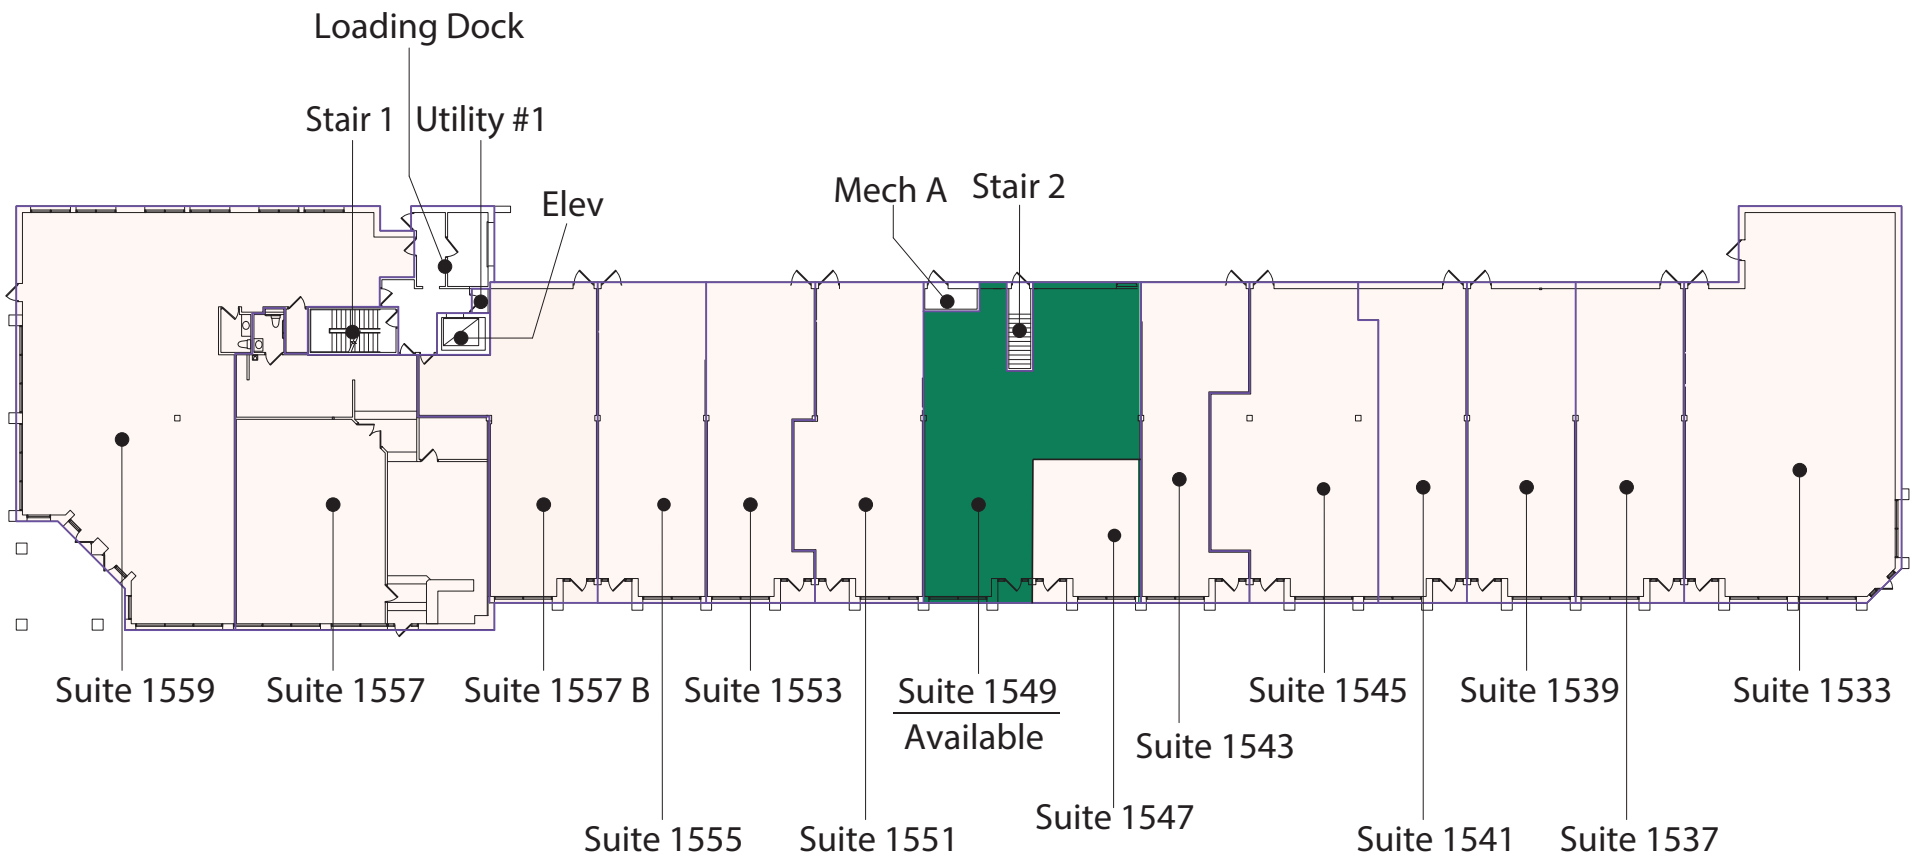 Loading Dock
Stair 1
Utility #1
Elev
Mech A
Stair 2
Suite 1559
Suite 1557
Suite 1557 B
Suite 1553
Suite 1549
Available
Suite 1545
Suite 1539
Suite 1533
Suite 1543
Suite 1547
Suite 1555
Suite 1551
Suite 1541
Suite 1537